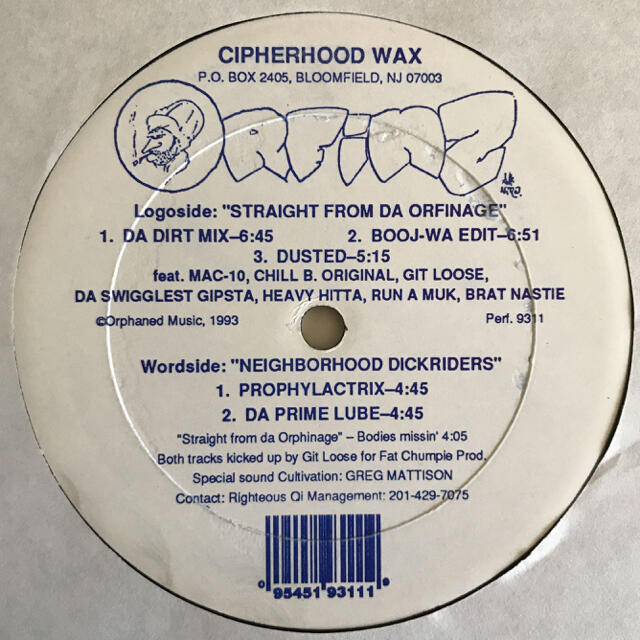 CIPHERHOOD WAX
P.O. BOX 2405, BLOOMFIELD, NJ 07003
ORFiNZ
Logoside: "STRAIGHT FROM DA ORFINAGE"
1. DA DIRT MIX–6:45 2. BOOJ-WA EDIT–6:51
3. DUSTED–5:15
feat. MAC-10, CHILL B. ORIGINAL, GIT LOOSE,
DA SWIGGLEST GIPSTA, HEAVY HITTA, RUN A MUK, BRAT NASTIE
©Orphaned Music, 1993 Perf. 9311
Wordside: "NEIGHBORHOOD DICKRIDERS"
1. PROPHYLACTRIX–4:45
2. DA PRIME LUBE–4:45
"Straight from da Orphinage" – Bodies missin' 4:05
Both tracks kicked up by Git Loose for Fat Chumpie Prod.
Special sound Cultivation: GREG MATTISON
Contact: Righteous Qi Management: 201-429-7075
0 95451 93111 0